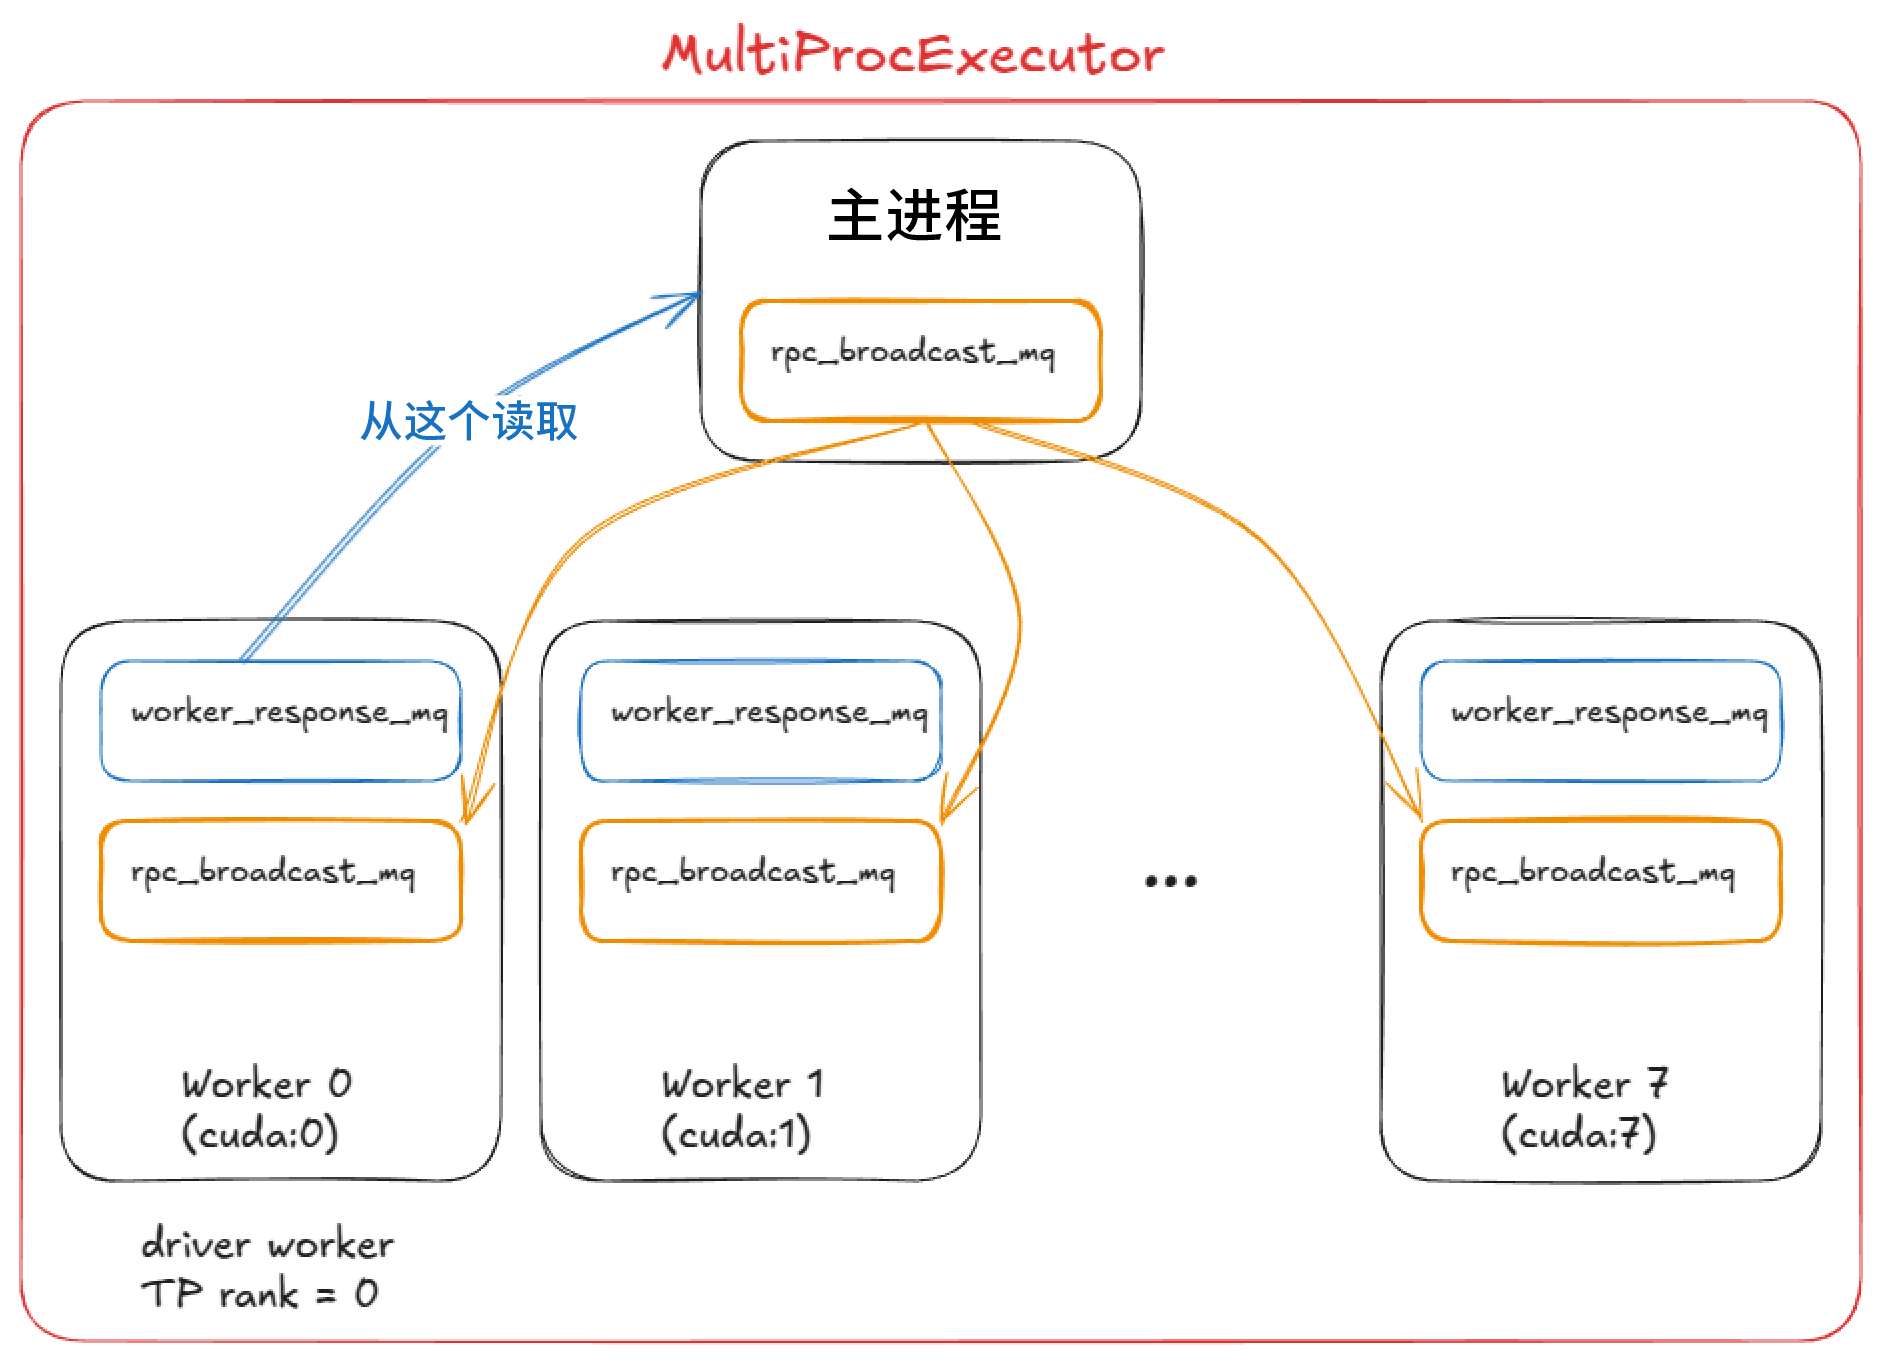 MultiProcExecutor
主进程
rpc_broadcast_mq
从这个读取
worker_response_mq
rpc_broadcast_mq
Worker 0
(cuda:0)
worker_response_mq
rpc_broadcast_mq
Worker 1
(cuda:1)
...
worker_response_mq
rpc_broadcast_mq
Worker 7
(cuda:7)
driver worker
TP rank = 0